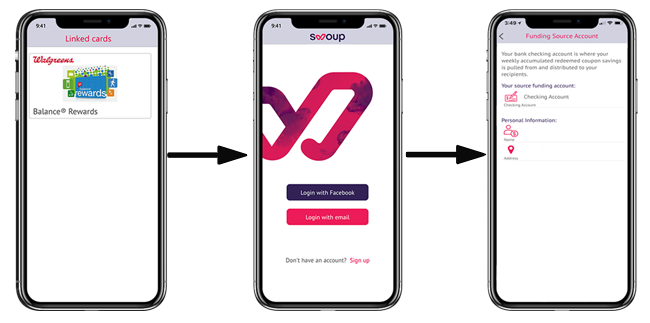 9:41
Linked cards
Walgreens
Balance
rewards
Balance® Rewards
9:41
swoup
Login with Facebook
Login with email
Don't have an account? Sign up
3:49
Funding Source Account
Your bank checking account is where your
weekly accumulated redeemed coupon savings
is pulled from and distributed to your
recipients.
Your source funding account:
Checking Account
Checking Account
Personal Information:
Name
Address